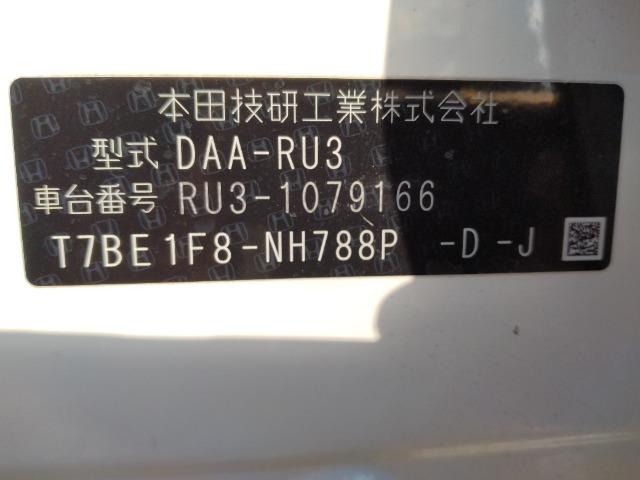 本田技研工業株式会社
型式 DAA-RU3
車台番号 RU3-1079166
T7BE1F8-NH788P -D -J